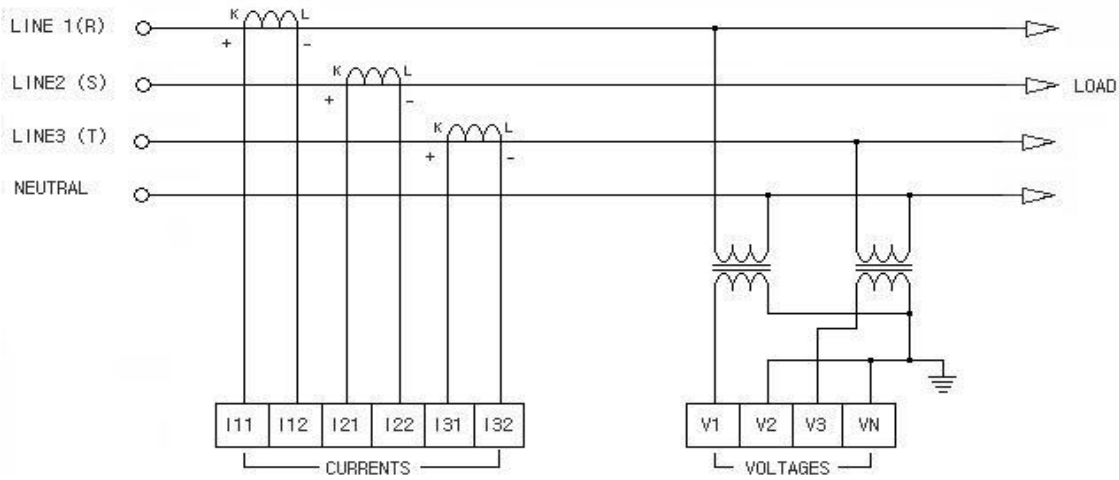 LINE 1(R)
K L
+ -
LINE2 (S)
K L
+ -
LOAD
LINE3 (T)
K L
+ -
NEUTRAL
I11 I12 I21 I22 I31 I32
V1 V2 V3 VN
CURRENTS
VOLTAGES